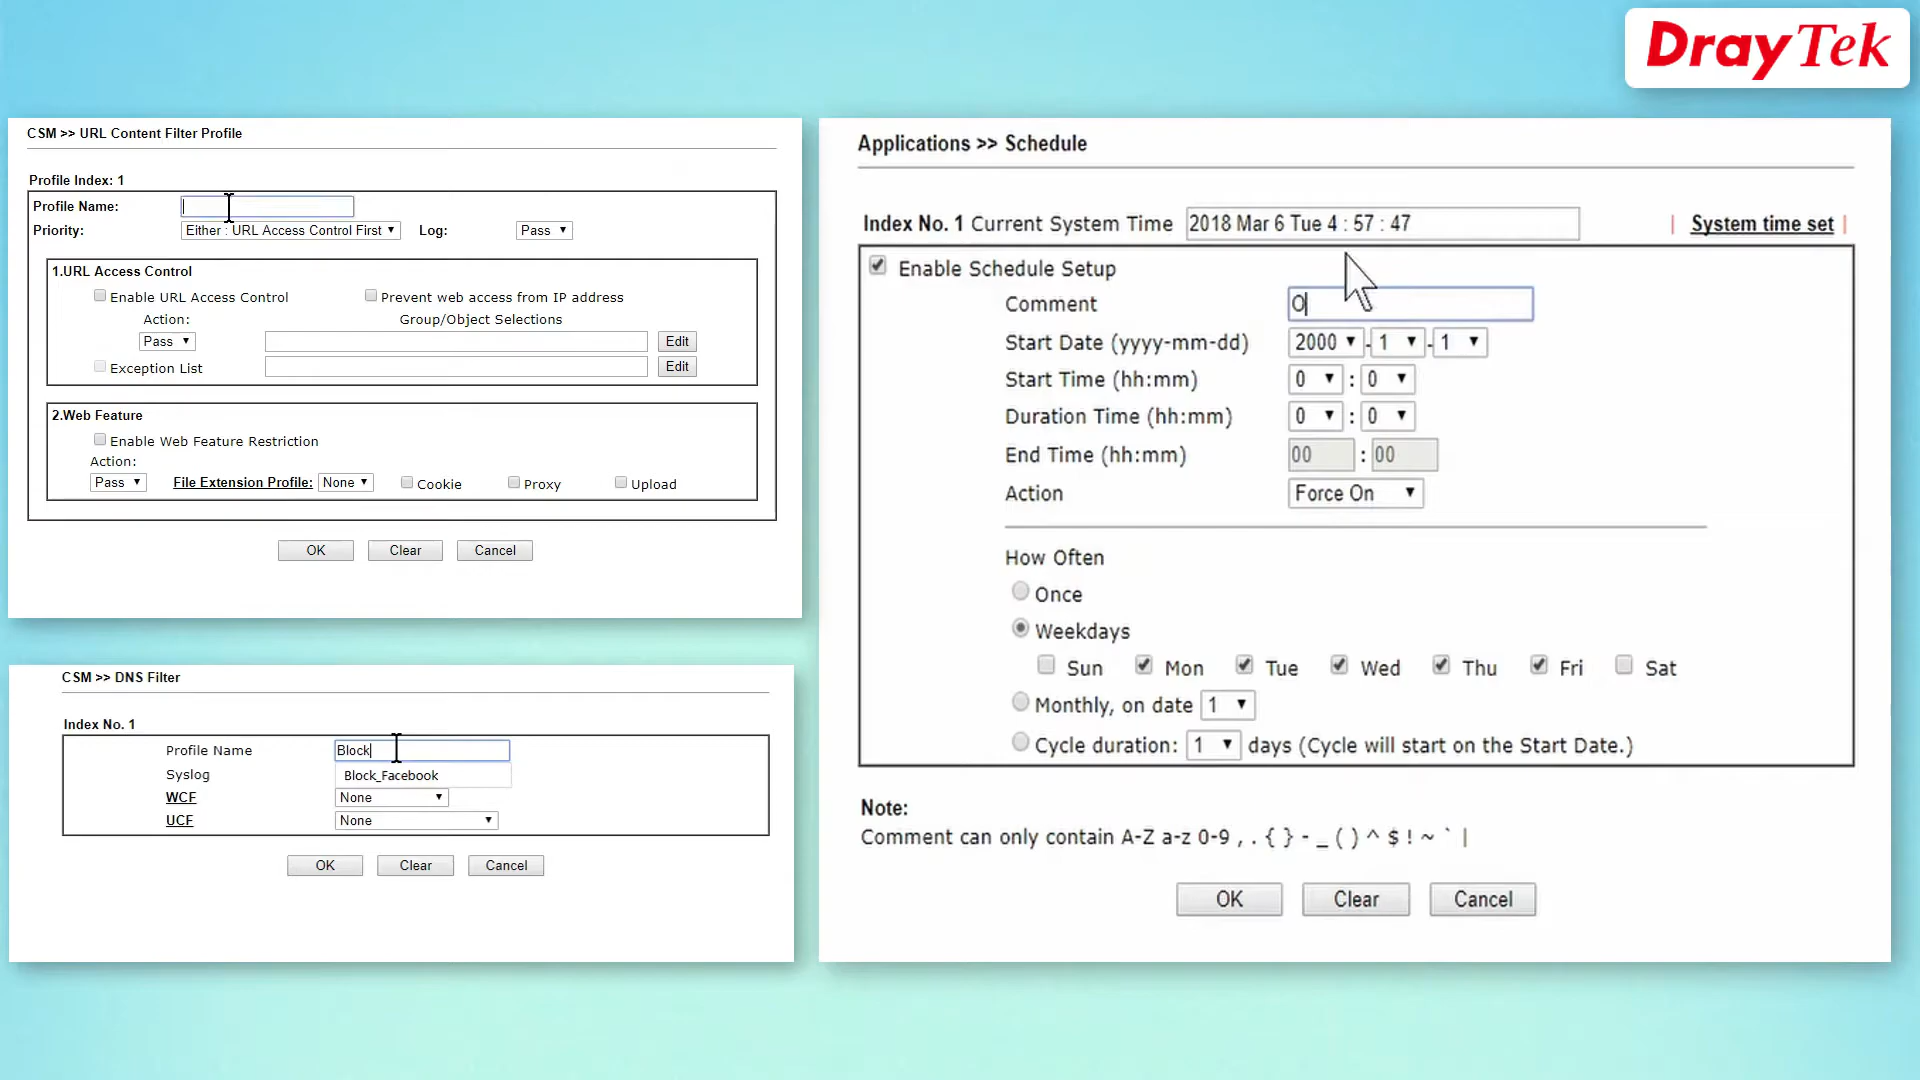 DrayTek
CSM >> URL Content Filter Profile
Profile Index: 1
Profile Name:
Priority: Either : URL Access Control First Log: Pass
1.URL Access Control
Enable URL Access Control Prevent web access from IP address
Action: Group/Object Selections
Pass Edit
Exception List Edit
2.Web Feature
Enable Web Feature Restriction
Action:
Pass File Extension Profile: None Cookie Proxy Upload
OK Clear Cancel
CSM >> DNS Filter
Index No. 1
Profile Name Block
Syslog Block_Facebook
WCF None
UCF None
OK Clear Cancel
Applications >> Schedule
Index No. 1 Current System Time 2018 Mar 6 Tue 4 : 57 : 47 | System time set |
Enable Schedule Setup
Comment O
Start Date (yyyy-mm-dd) 2000 - 1 - 1
Start Time (hh:mm) 0 : 0
Duration Time (hh:mm) 0 : 0
End Time (hh:mm) 00 : 00
Action Force On
How Often
Once
Weekdays
Sun Mon Tue Wed Thu Fri Sat
Monthly, on date 1
Cycle duration: 1 days (Cycle will start on the Start Date.)
Note:
Comment can only contain A-Z a-z 0-9 , . { } - _ ( ) ^ $ ! ~ ` |
OK Clear Cancel